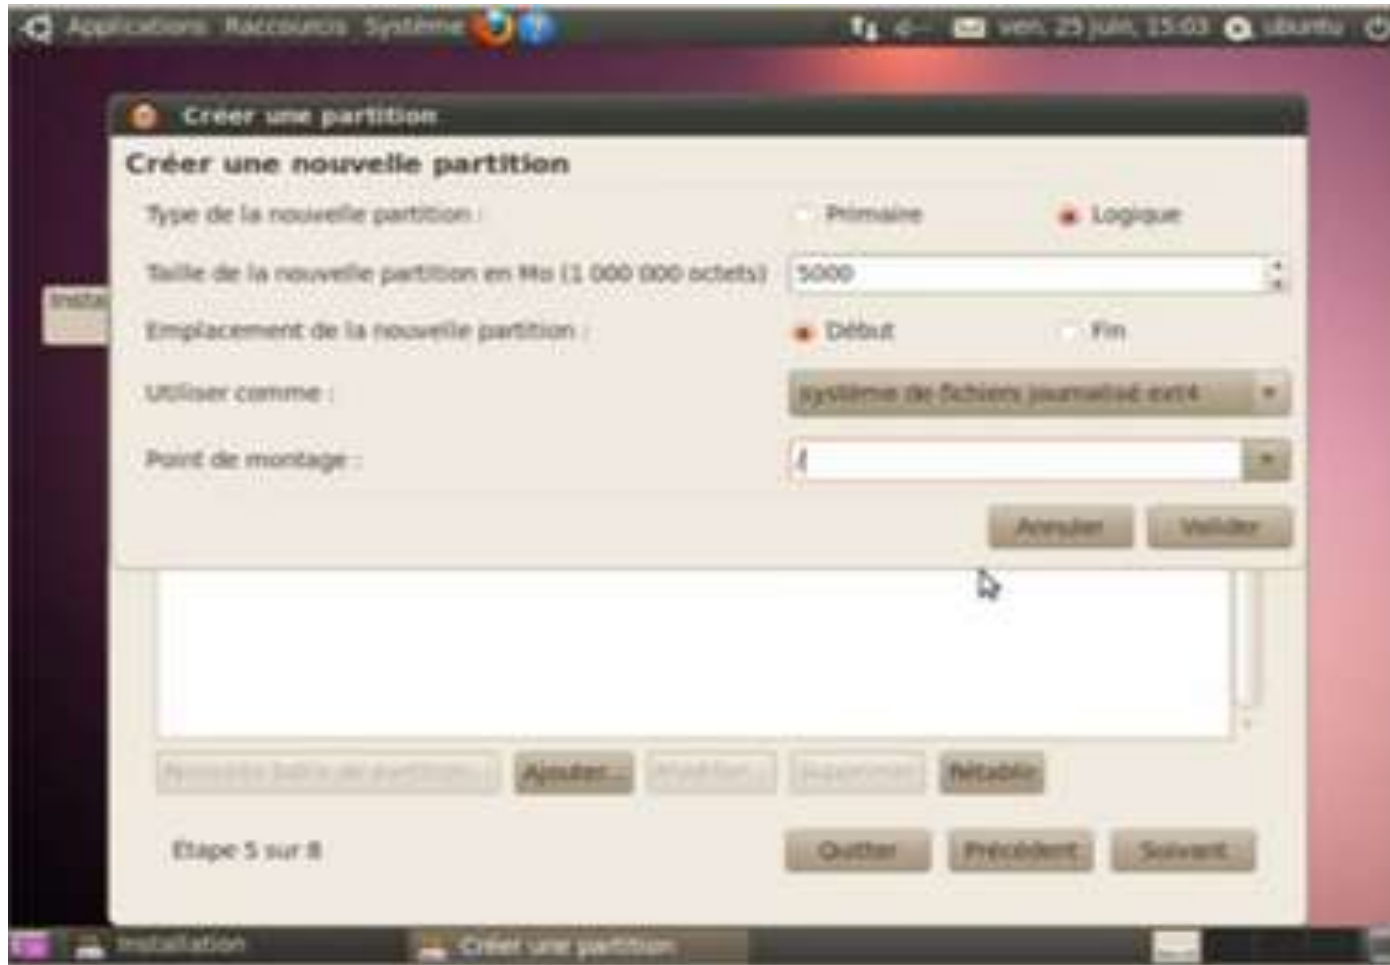 Applications Raccourcis Système ven. 25 juin, 15:03 ubuntu
Créer une partition
Créer une nouvelle partition
Type de la nouvelle partition : Primaire Logique
Taille de la nouvelle partition en Mo (1 000 000 octets) 5000
Emplacement de la nouvelle partition : Début Fin
Insta
Utiliser comme : système de fichiers journalisé ext4
Point de montage : /
Annuler Valider
Ajouter... Modifier... Supprimer Rétablir
Étape 5 sur 8 Quitter Précédent Suivant
Installation Créer une partition